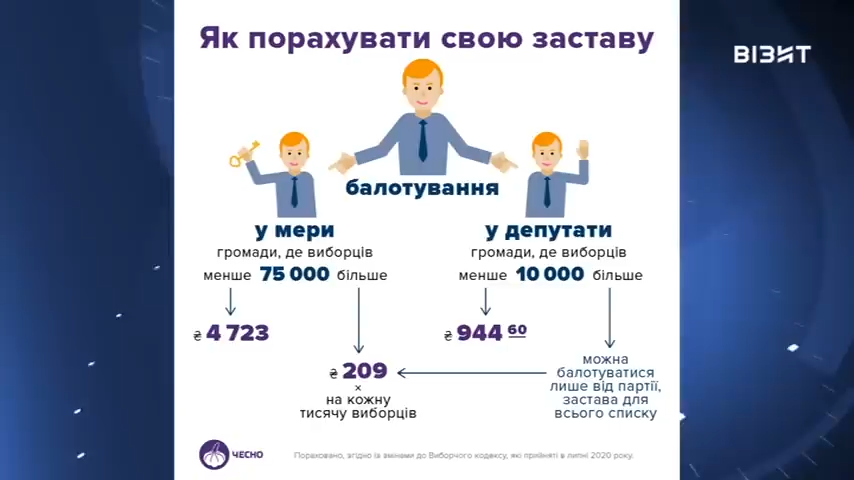 Як порахувати свою заставу
ВІЗИТ
балотування
у мери
громади, де виборців
менше 75 000 більше
₴ 4 723
₴ 209
×
на кожну
тисячу виборців
у депутати
громади, де виборців
менше 10 000 більше
₴ 944 60
можна
балотуватися
лише від партії,
застава для
всього списку
ЧЕСНО
Пораховано, згідно із змінами до Виборчого кодексу, які прийняті в липні 2020 року.